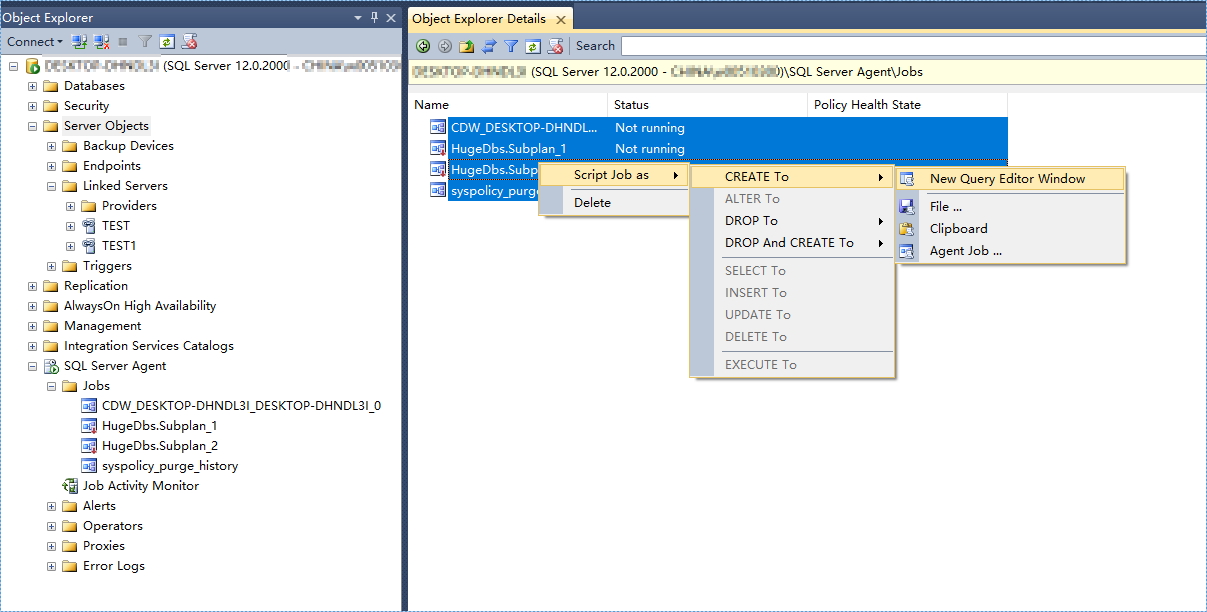 Object Explorer
Connect
(SQL Server 12.0.2000 -
Databases
Security
Server Objects
Backup Devices
Endpoints
Linked Servers
Providers
TEST
TEST1
Triggers
Replication
AlwaysOn High Availability
Management
Integration Services Catalogs
SQL Server Agent
Jobs
CDW_DESKTOP-DHNDL3I_DESKTOP-DHNDL3I_0
HugeDbs.Subplan_1
HugeDbs.Subplan_2
syspolicy_purge_history
Job Activity Monitor
Alerts
Operators
Proxies
Error Logs
Object Explorer Details
Search
(SQL Server 12.0.2000 - )\SQL Server Agent\Jobs
Name Status Policy Health State
CDW_DESKTOP-DHNDL... Not running
HugeDbs.Subplan_1 Not running
HugeDbs.Subp
syspolicy_purge
Script Job as
Delete
CREATE To
ALTER To
DROP To
DROP And CREATE To
SELECT To
INSERT To
UPDATE To
DELETE To
EXECUTE To
New Query Editor Window
File ...
Clipboard
Agent Job ...